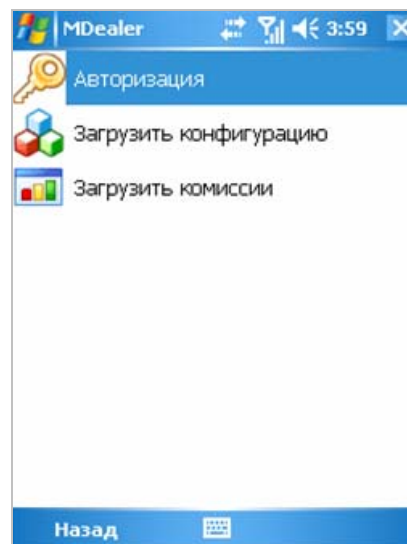 MDealer 3:59
Авторизация
Загрузить конфигурацию
Загрузить комиссии
Назад